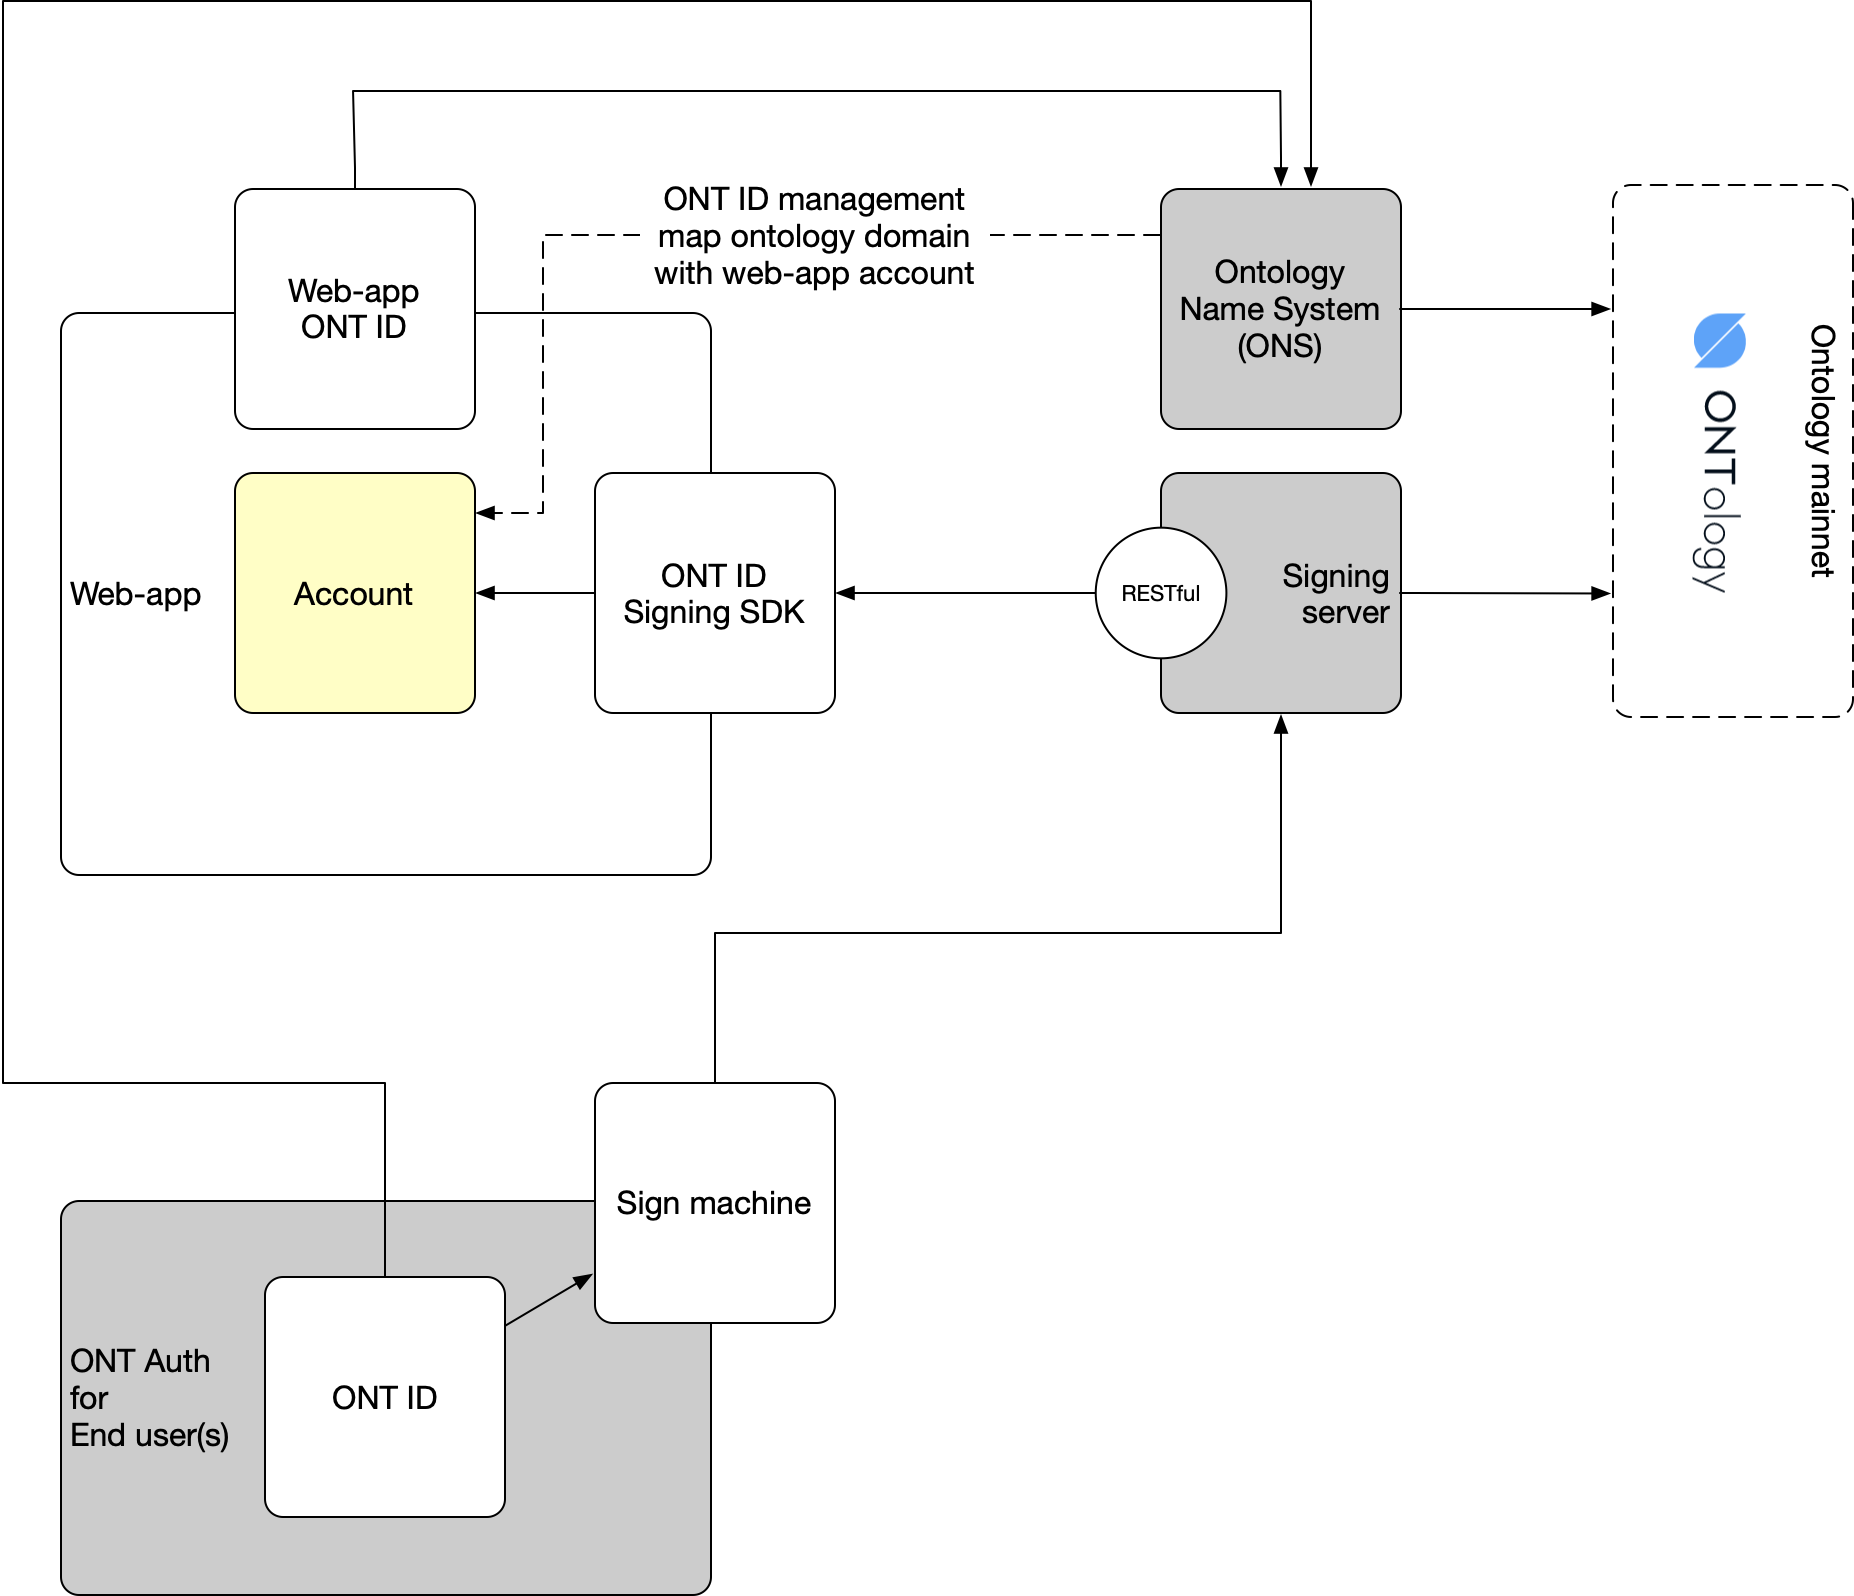 ONT ID management
map ontology domain
with web-app account
Web-app
ONT ID
Ontology
Name System
(ONS)
Ontology mainnet
ONTology
Web-app
Account
ONT ID
Signing SDK
RESTful
Signing
server
Sign machine
ONT Auth
for
End user(s)
ONT ID